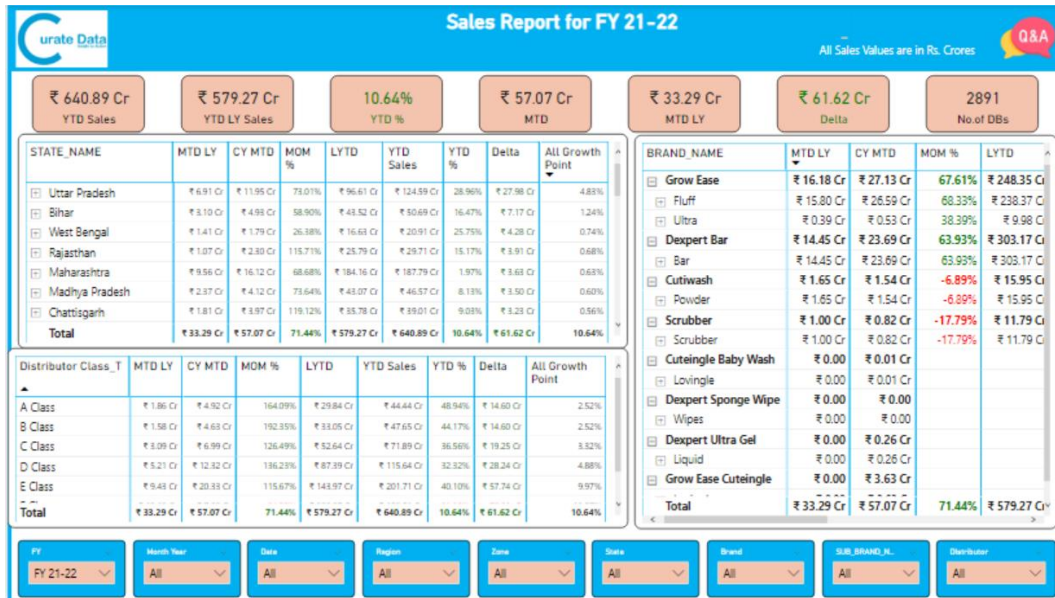 Curate Data
Sales Report for FY 21-22
All Sales Values are in Rs. Crores
Q&A
₹ 640.89 Cr
YTD Sales
₹ 579.27 Cr
YTD LY Sales
10.64%
YTD %
₹ 57.07 Cr
MTD
₹ 33.29 Cr
MTD LY
₹ 61.62 Cr
Delta
2891
No.of DBs
STATE_NAME MTD LY CY MTD MOM % LYTD YTD Sales YTD % Delta All Growth Point
Uttar Pradesh ₹ 6.91 Cr ₹ 11.95 Cr 73.01% ₹ 96.61 Cr ₹ 124.59 Cr 28.96% ₹ 27.98 Cr 4.83%
Bihar ₹ 3.10 Cr ₹ 4.93 Cr 58.90% ₹ 43.52 Cr ₹ 50.69 Cr 16.47% ₹ 7.17 Cr 1.24%
West Bengal ₹ 1.41 Cr ₹ 1.79 Cr 26.38% ₹ 16.63 Cr ₹ 20.91 Cr 25.75% ₹ 4.28 Cr 0.74%
Rajasthan ₹ 1.07 Cr ₹ 2.30 Cr 115.71% ₹ 25.79 Cr ₹ 29.71 Cr 15.17% ₹ 3.91 Cr 0.68%
Maharashtra ₹ 9.56 Cr ₹ 16.12 Cr 68.68% ₹ 184.16 Cr ₹ 187.79 Cr 1.97% ₹ 3.63 Cr 0.63%
Madhya Pradesh ₹ 2.37 Cr ₹ 4.12 Cr 73.64% ₹ 43.07 Cr ₹ 46.57 Cr 8.13% ₹ 3.50 Cr 0.60%
Chattisgarh ₹ 1.81 Cr ₹ 3.97 Cr 119.12% ₹ 35.78 Cr ₹ 39.01 Cr 9.03% ₹ 3.23 Cr 0.56%
Total ₹ 33.29 Cr ₹ 57.07 Cr 71.44% ₹ 579.27 Cr ₹ 640.89 Cr 10.64% ₹ 61.62 Cr 10.64%
Distributor Class_T MTD LY CY MTD MOM % LYTD YTD Sales YTD % Delta All Growth Point
A Class ₹ 1.86 Cr ₹ 4.92 Cr 164.09% ₹ 29.84 Cr ₹ 44.44 Cr 48.94% ₹ 14.60 Cr 2.52%
B Class ₹ 1.58 Cr ₹ 4.63 Cr 192.35% ₹ 33.05 Cr ₹ 47.65 Cr 44.17% ₹ 14.60 Cr 2.52%
C Class ₹ 3.09 Cr ₹ 6.99 Cr 126.49% ₹ 52.64 Cr ₹ 71.89 Cr 36.56% ₹ 19.25 Cr 3.32%
D Class ₹ 5.21 Cr ₹ 12.32 Cr 136.23% ₹ 87.39 Cr ₹ 115.64 Cr 32.32% ₹ 28.24 Cr 4.88%
E Class ₹ 9.43 Cr ₹ 20.33 Cr 115.67% ₹ 143.97 Cr ₹ 201.71 Cr 40.10% ₹ 57.74 Cr 9.97%
Total ₹ 33.29 Cr ₹ 57.07 Cr 71.44% ₹ 579.27 Cr ₹ 640.89 Cr 10.64% ₹ 61.62 Cr 10.64%
BRAND_NAME MTD LY CY MTD MOM % LYTD
Grow Ease ₹ 16.18 Cr ₹ 27.13 Cr 67.61% ₹ 248.35 Cr
Fluff ₹ 15.80 Cr ₹ 26.59 Cr 68.33% ₹ 238.37 Cr
Ultra ₹ 0.39 Cr ₹ 0.53 Cr 38.39% ₹ 9.98 Cr
Dexpert Bar ₹ 14.45 Cr ₹ 23.69 Cr 63.93% ₹ 303.17 Cr
Bar ₹ 14.45 Cr ₹ 23.69 Cr 63.93% ₹ 303.17 Cr
Cutiwash ₹ 1.65 Cr ₹ 1.54 Cr -6.89% ₹ 15.95 Cr
Powder ₹ 1.65 Cr ₹ 1.54 Cr -6.89% ₹ 15.95 Cr
Scrubber ₹ 1.00 Cr ₹ 0.82 Cr -17.79% ₹ 11.79 Cr
Scrubber ₹ 1.00 Cr ₹ 0.82 Cr -17.79% ₹ 11.79 Cr
Cuteingle Baby Wash ₹ 0.00 ₹ 0.01 Cr
Lovingle ₹ 0.00 ₹ 0.01 Cr
Dexpert Sponge Wipe ₹ 0.00 ₹ 0.00
Wipes ₹ 0.00 ₹ 0.00
Dexpert Ultra Gel ₹ 0.00 ₹ 0.26 Cr
Liquid ₹ 0.00 ₹ 0.26 Cr
Grow Ease Cuteingle ₹ 0.00 ₹ 3.63 Cr
Total ₹ 33.29 Cr ₹ 57.07 Cr 71.44% ₹ 579.27 Cr
FY Month Year Date Region Zone State Brand SUB_BRAND_N... Distributor
FY 21-22 All All All All All All All All